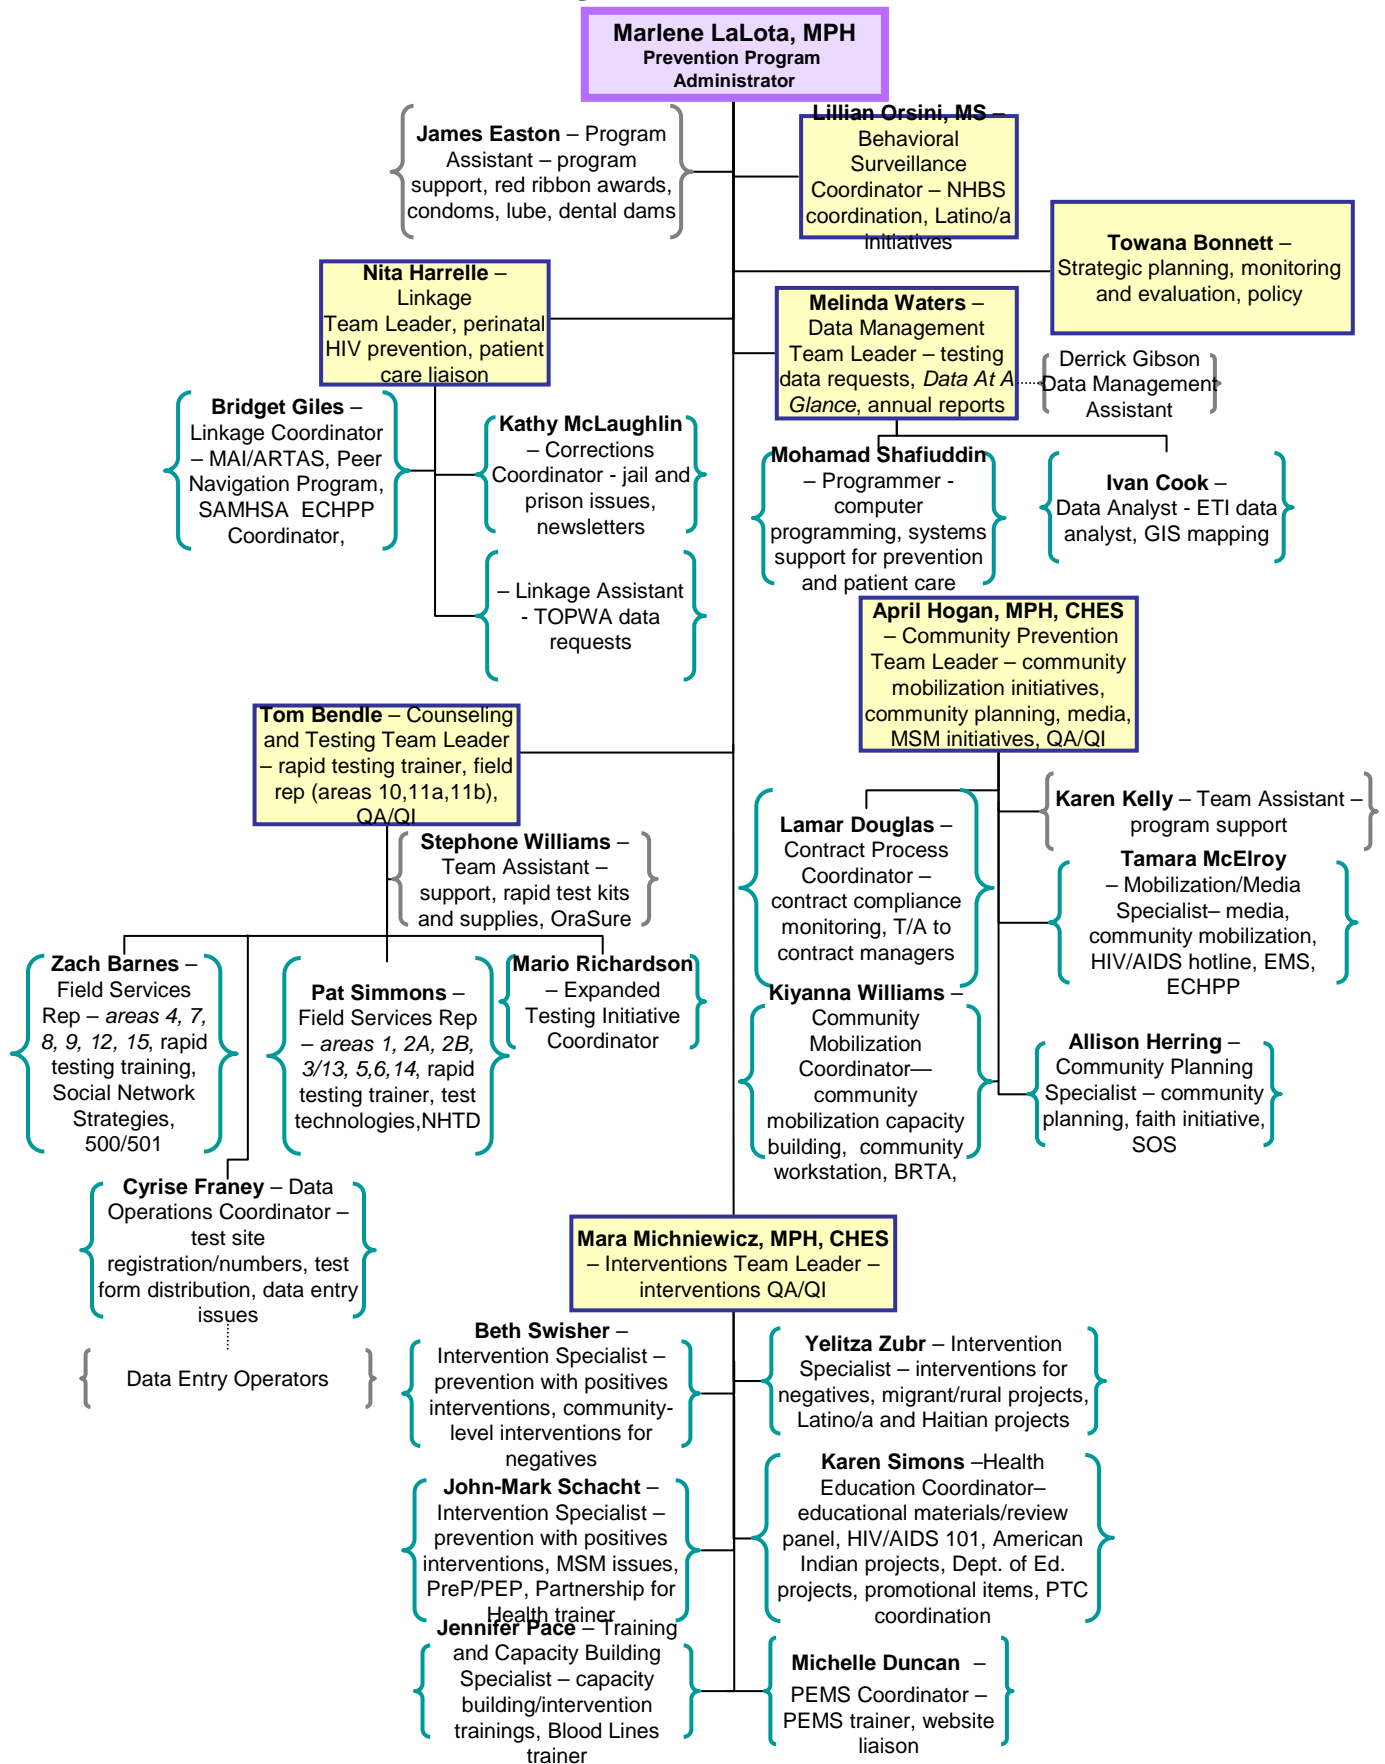 Marlene LaLota, MPH
Prevention Program
Administrator
James Easton – Program
Assistant – program
support, red ribbon awards,
condoms, lube, dental dams
Lillian Orsini, MS –
Behavioral
Surveillance
Coordinator – NHBS
coordination, Latino/a
initiatives
Towana Bonnett –
Strategic planning, monitoring
and evaluation, policy
Nita Harrelle –
Linkage
Team Leader, perinatal
HIV prevention, patient
care liaison
Melinda Waters –
Data Management
Team Leader – testing
data requests, Data At A
Glance, annual reports
Derrick Gibson
Data Management
Assistant
Bridget Giles –
Linkage Coordinator
– MAI/ARTAS, Peer
Navigation Program,
SAMHSA  ECHPP
Coordinator,
Kathy McLaughlin
– Corrections
Coordinator - jail and
prison issues,
newsletters
– Linkage Assistant
- TOPWA data
requests
Mohamad Shafiuddin
– Programmer -
computer
programming, systems
support for prevention
and patient care
Ivan Cook –
Data Analyst - ETI data
analyst, GIS mapping
April Hogan, MPH, CHES
– Community Prevention
Team Leader – community
mobilization initiatives,
community planning, media,
MSM initiatives, QA/QI
Tom Bendle – Counseling
and Testing Team Leader
– rapid testing trainer, field
rep (areas 10,11a,11b),
QA/QI
Stephone Williams –
Team Assistant –
support, rapid test kits
and supplies, OraSure
Lamar Douglas –
Contract Process
Coordinator –
contract compliance
monitoring, T/A to
contract managers
Karen Kelly – Team Assistant –
program support
Tamara McElroy
– Mobilization/Media
Specialist– media,
community mobilization,
HIV/AIDS hotline, EMS,
ECHPP
Zach Barnes –
Field Services
Rep – areas 4, 7,
8, 9, 12, 15, rapid
testing training,
Social Network
Strategies,
500/501
Pat Simmons –
Field Services Rep
– areas 1, 2A, 2B,
3/13, 5,6,14, rapid
testing trainer, test
technologies,NHTD
Mario Richardson
– Expanded
Testing Initiative
Coordinator
Kiyanna Williams –
Community
Mobilization
Coordinator—
community
mobilization capacity
building,  community
workstation, BRTA,
Allison Herring –
Community Planning
Specialist – community
planning, faith initiative,
SOS
Cyrise Franey – Data
Operations Coordinator –
test site
registration/numbers, test
form distribution, data entry
issues
Data Entry Operators
Mara Michniewicz, MPH, CHES
– Interventions Team Leader –
interventions QA/QI
Beth Swisher –
Intervention Specialist –
prevention with positives
interventions, community-
level interventions for
negatives
Yelitza Zubr – Intervention
Specialist – interventions for
negatives, migrant/rural projects,
Latino/a and Haitian projects
John-Mark Schacht –
Intervention Specialist –
prevention with positives
interventions, MSM issues,
PreP/PEP, Partnership for
Health trainer
Karen Simons –Health
Education Coordinator–
educational materials/review
panel, HIV/AIDS 101, American
Indian projects, Dept. of Ed.
projects, promotional items, PTC
coordination
Jennifer Pace – Training
and Capacity Building
Specialist – capacity
building/intervention
trainings, Blood Lines
trainer
Michelle Duncan  –
PEMS Coordinator –
PEMS trainer, website
liaison